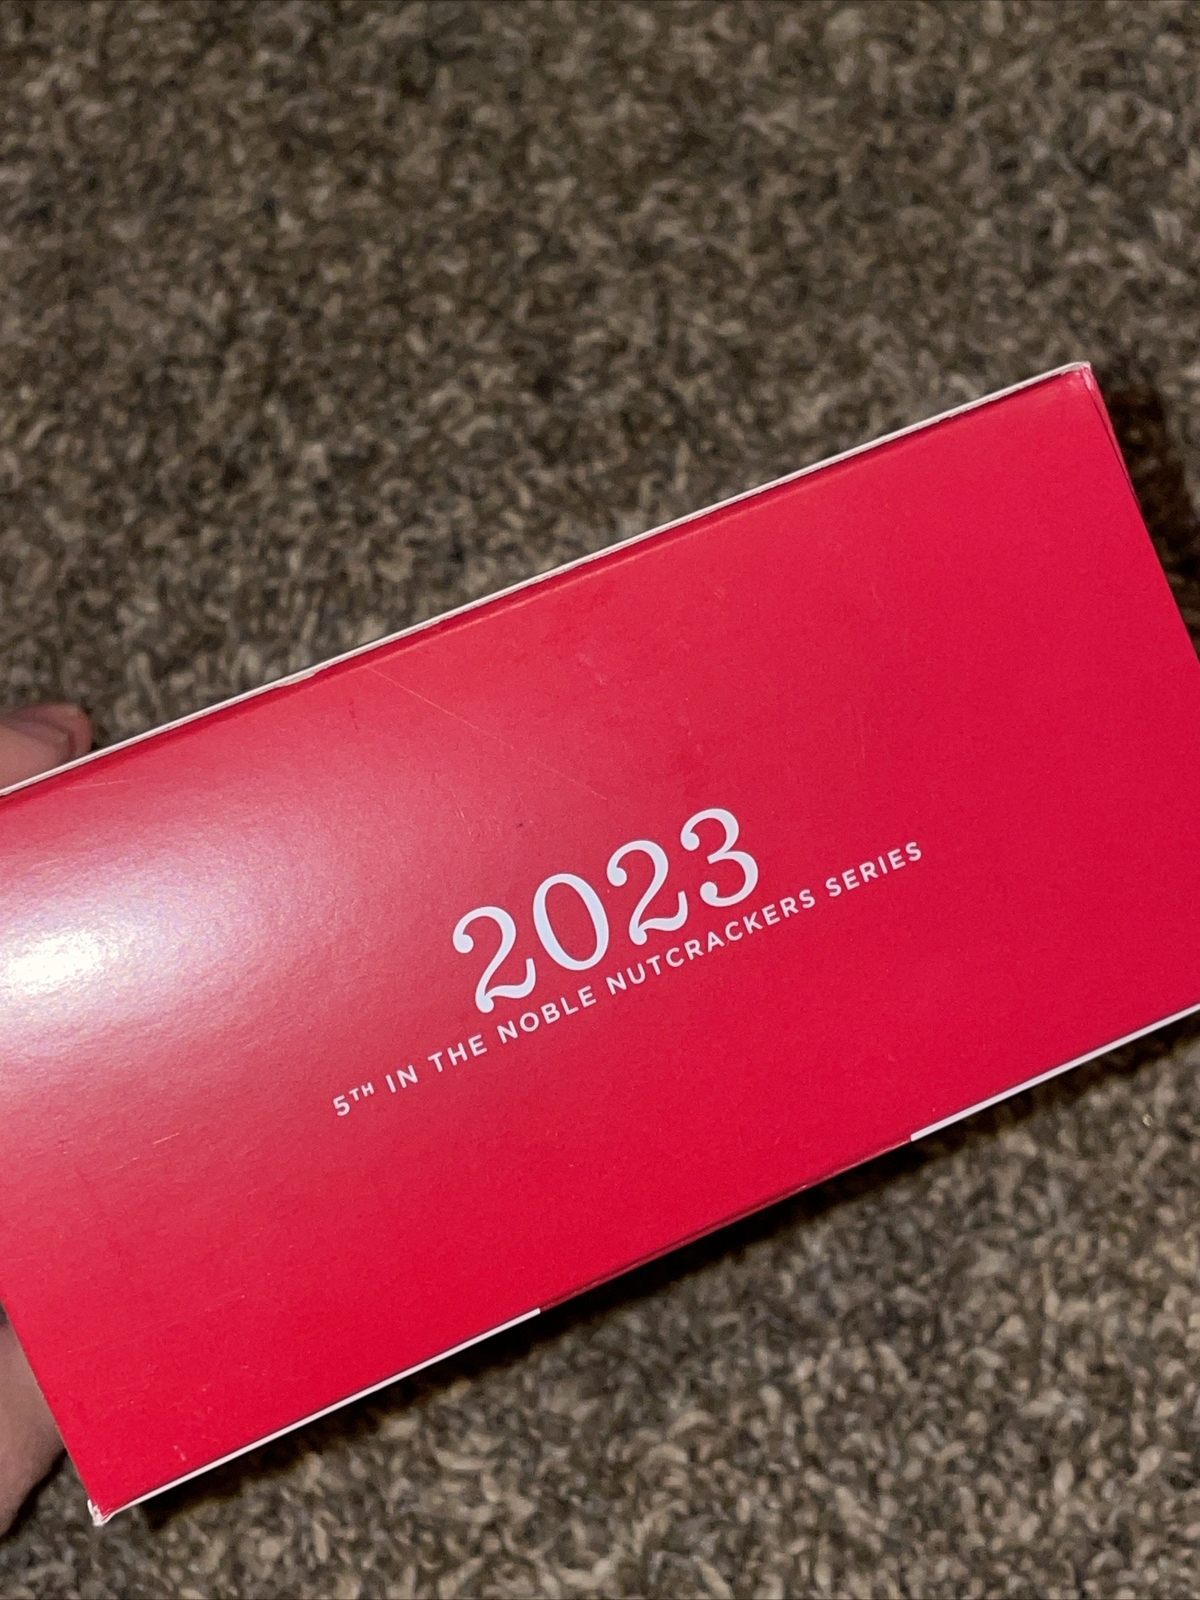 2023
5TH IN THE NOBLE NUTCRACKERS SERIES